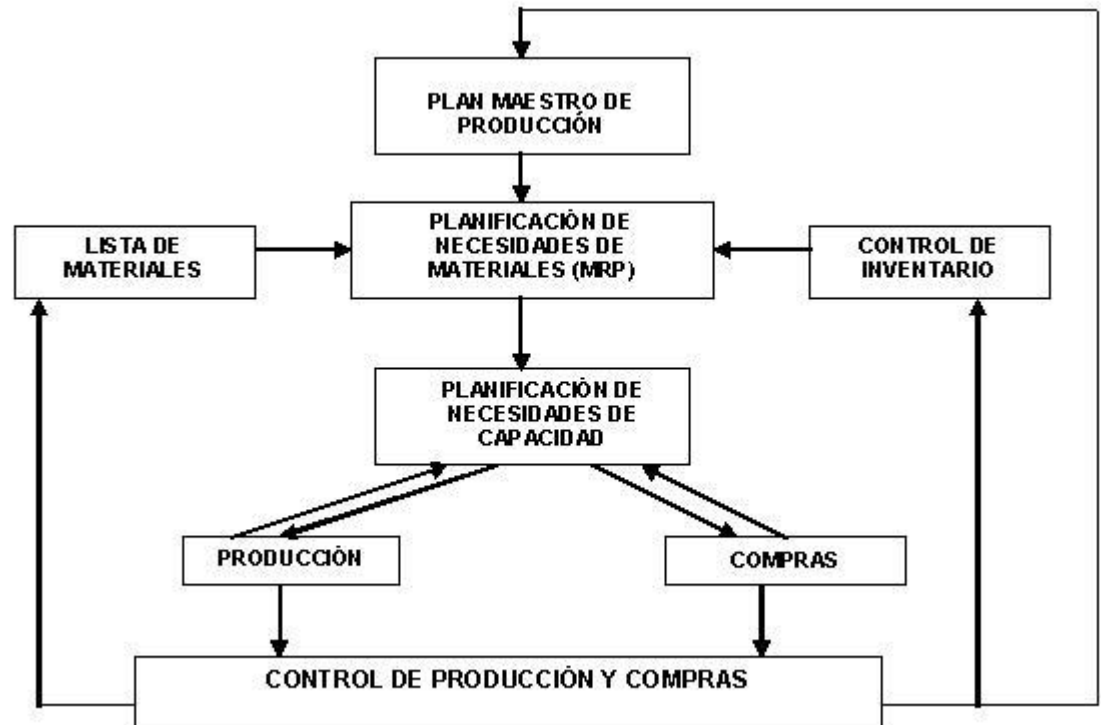 PLAN MAESTRO DE
PRODUCCIÓN
PLANIFICACIÓN DE
NECESIDADES DE
MATERIALES (MRP)
LISTA DE
MATERIALES
CONTROL DE
INVENTARIO
PLANIFICACIÓN DE
NECESIDADES DE
CAPACIDAD
PRODUCCIÓN
COMPRAS
CONTROL DE PRODUCCIÓN Y COMPRAS